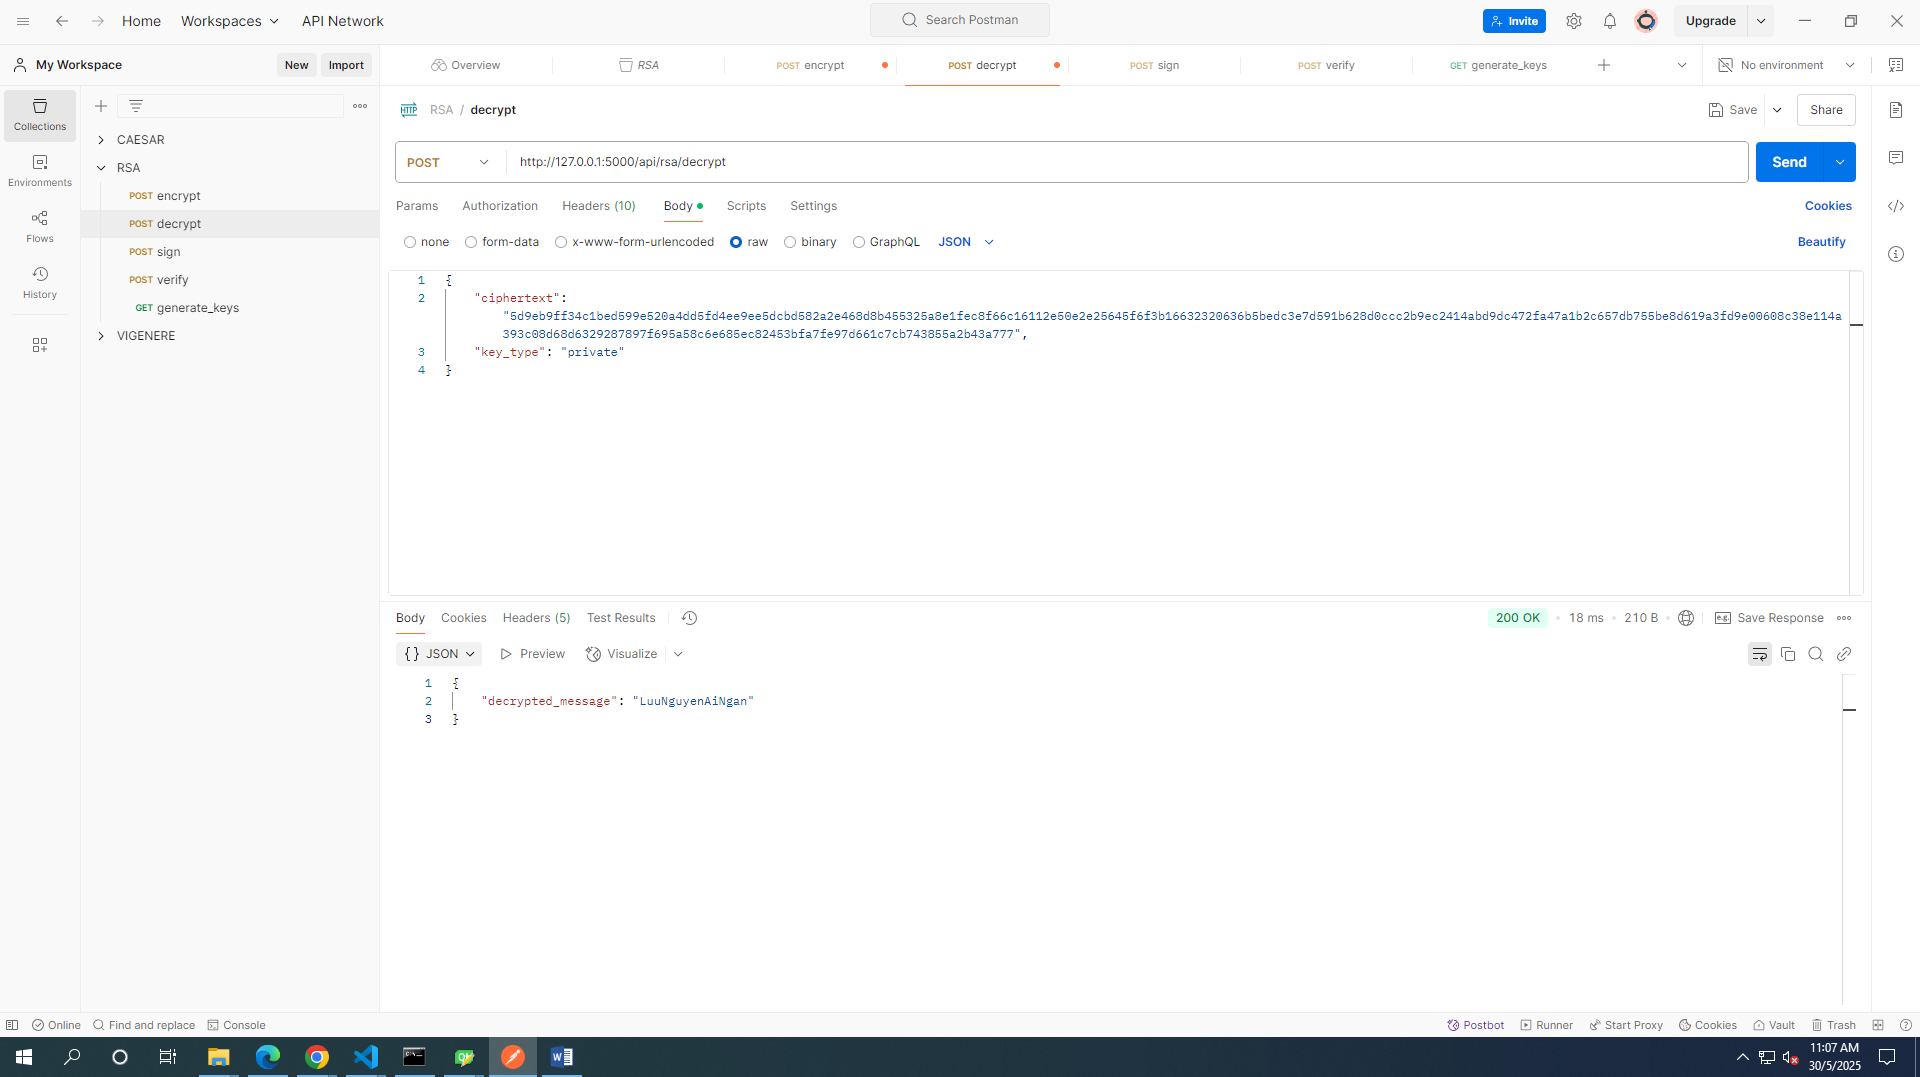 Home Workspaces API Network Search Postman Invite Upgrade
My Workspace New Import Overview RSA POST encrypt POST decrypt POST sign POST verify GET generate_keys No environment
Collections
Environments
Flows
History
CAESAR
RSA
POST encrypt
POST decrypt
POST sign
POST verify
GET generate_keys
VIGENERE
HTTP RSA / decrypt Save Share
POST http://127.0.0.1:5000/api/rsa/decrypt Send
Params Authorization Headers (10) Body Scripts Settings Cookies
none form-data x-www-form-urlencoded raw binary GraphQL JSON Beautify
1 {
2 "ciphertext":
"5d9eb9ff34c1bed599e520a4dd5fd4ee9ee5dcbd582a2e468d8b455325a8e1fec8f66c16112e50e2e25645f6f3b16632320636b5bedc3e7d591b628d0ccc2b9ec2414abd9dc472fa47a1b2c657db755be8d619a3fd9e00608c38e114a
393c08d68d6329287897f695a58c6e685ec82453bfa7fe97d661c7cb743855a2b43a777",
3 "key_type": "private"
4 }
Body Cookies Headers (5) Test Results 200 OK • 18 ms • 210 B • e.g. Save Response
{} JSON Preview Visualize
1 {
2 "decrypted_message": "LuuNguyenAiNgan"
3 }
Online Find and replace Console Postbot Runner Start Proxy Cookies Vault Trash
11:07 AM
30/5/2025